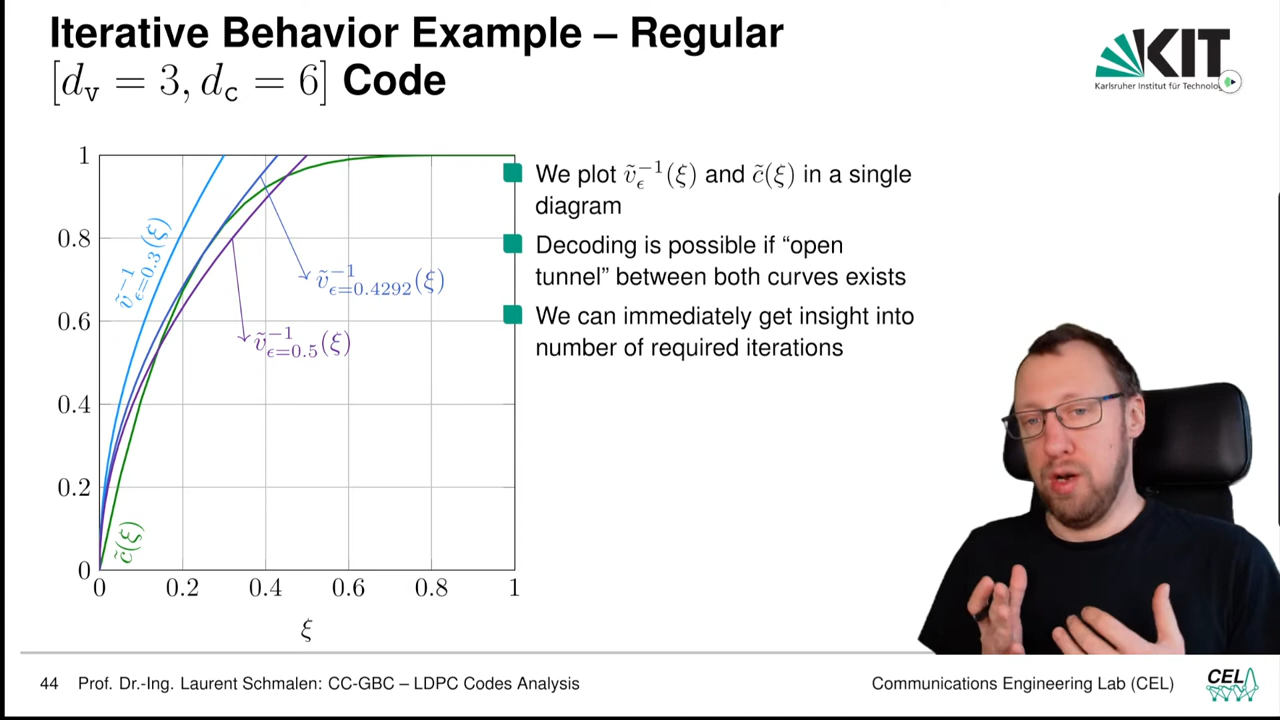 Iterative Behavior Example – Regular
[d_v = 3, d_c = 6] Code
KIT
Karlsruher Institut für Technolo
1
0.8
0.6
0.4
0.2
0
0 0.2 0.4 0.6 0.8 1
ξ
ṽ⁻¹_{ϵ=0.3}(ξ)
ṽ⁻¹_{ϵ=0.4292}(ξ)
ṽ⁻¹_{ϵ=0.5}(ξ)
c̃(ξ)
We plot ṽ_ϵ⁻¹(ξ) and c̃(ξ) in a single
diagram
Decoding is possible if “open
tunnel” between both curves exists
We can immediately get insight into
number of required iterations
44 Prof. Dr.-Ing. Laurent Schmalen: CC-GBC – LDPC Codes Analysis
Communications Engineering Lab (CEL)
CEL